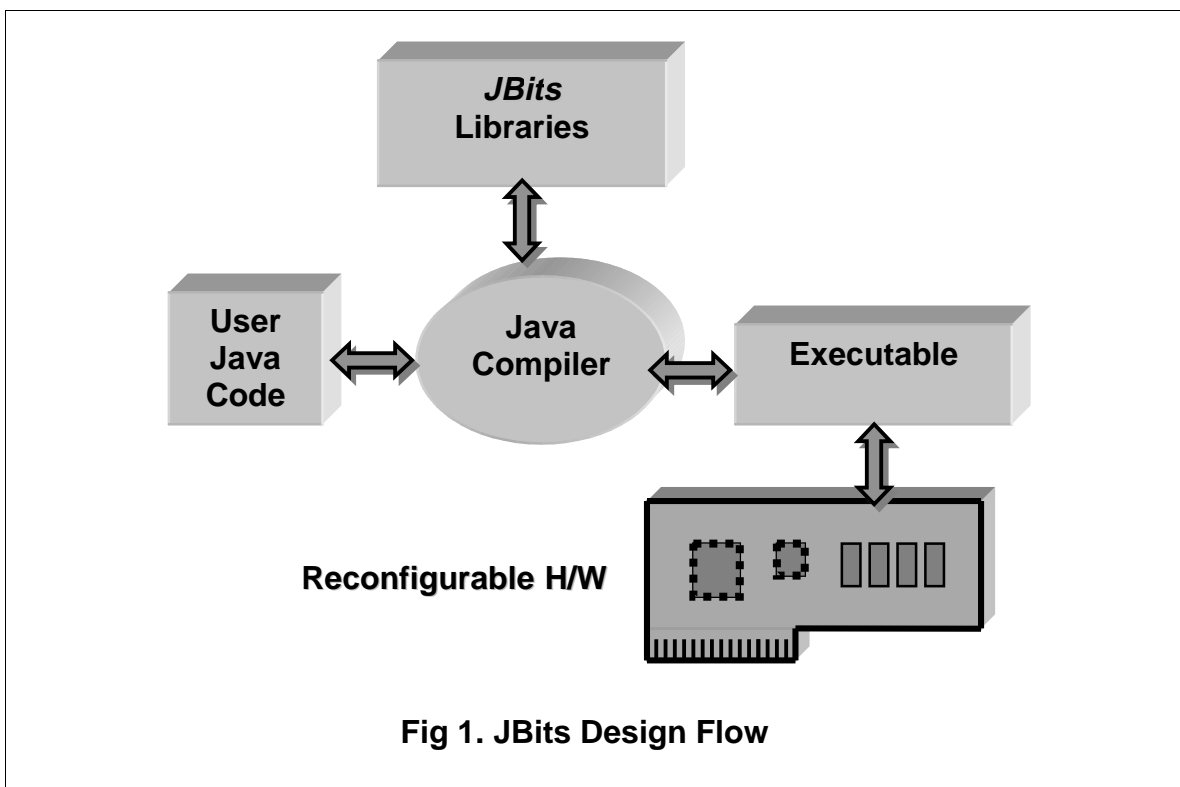 JBits
Libraries
User
Java
Code
Java
Compiler
Executable
Reconfigurable H/W
Fig 1. JBits Design Flow